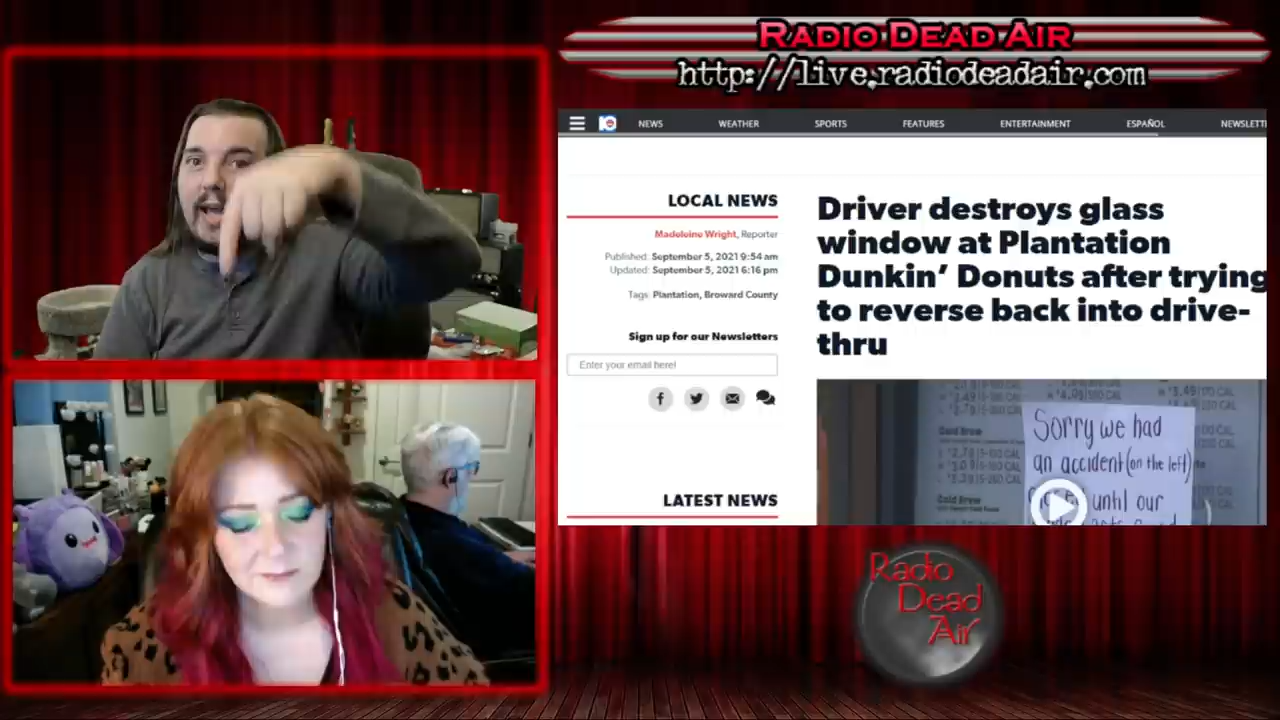 RADIO DEAD AIR
http://live.radiodeadair.com
NEWS WEATHER SPORTS FEATURES ENTERTAINMENT ESPAÑOL
LOCAL NEWS
Madeleine Wright, Reporter
Published: September 5, 2021 9:54 am
Updated: September 5, 2021 6:16 pm
Tags: Plantation, Broward County
Sign up for our Newsletters
Enter your email here!
LATEST NEWS
Driver destroys glass
window at Plantation
Dunkin’ Donuts after trying
to reverse back into drive-
thru
Cold Brew
Cold Brew
Sorry we had
an accident (on the left)
until our
Radio
Dead
Air